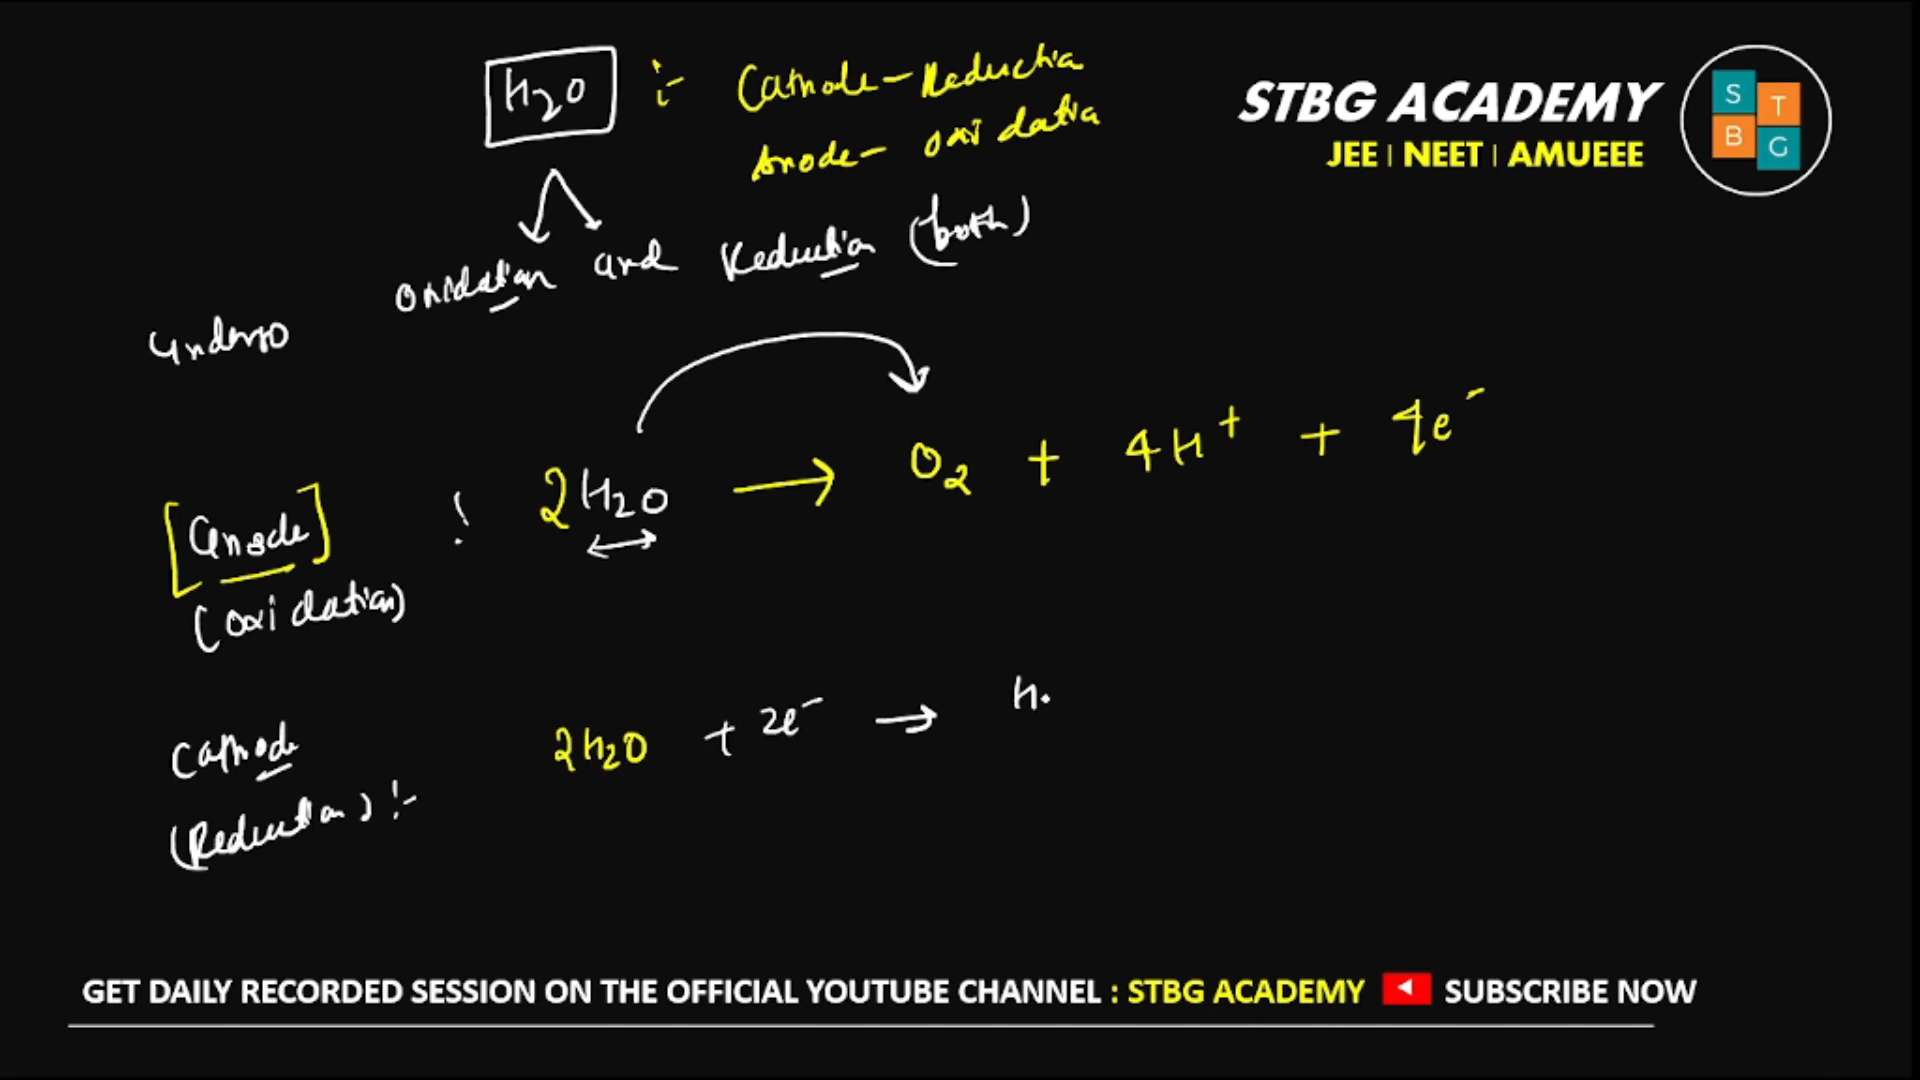 H2O :- Cathode - Reduction
Anode - oxidation
Undergo oxidation and Reduction (both)
[Anode] : 2H2O → O2 + 4H+ + 4e-
(oxidation)
Cathode 2H2O + 2e- → H
(Reduction) :-
STBG ACADEMY
JEE | NEET | AMUEEE
S T
B G
GET DAILY RECORDED SESSION ON THE OFFICIAL YOUTUBE CHANNEL : STBG ACADEMY SUBSCRIBE NOW